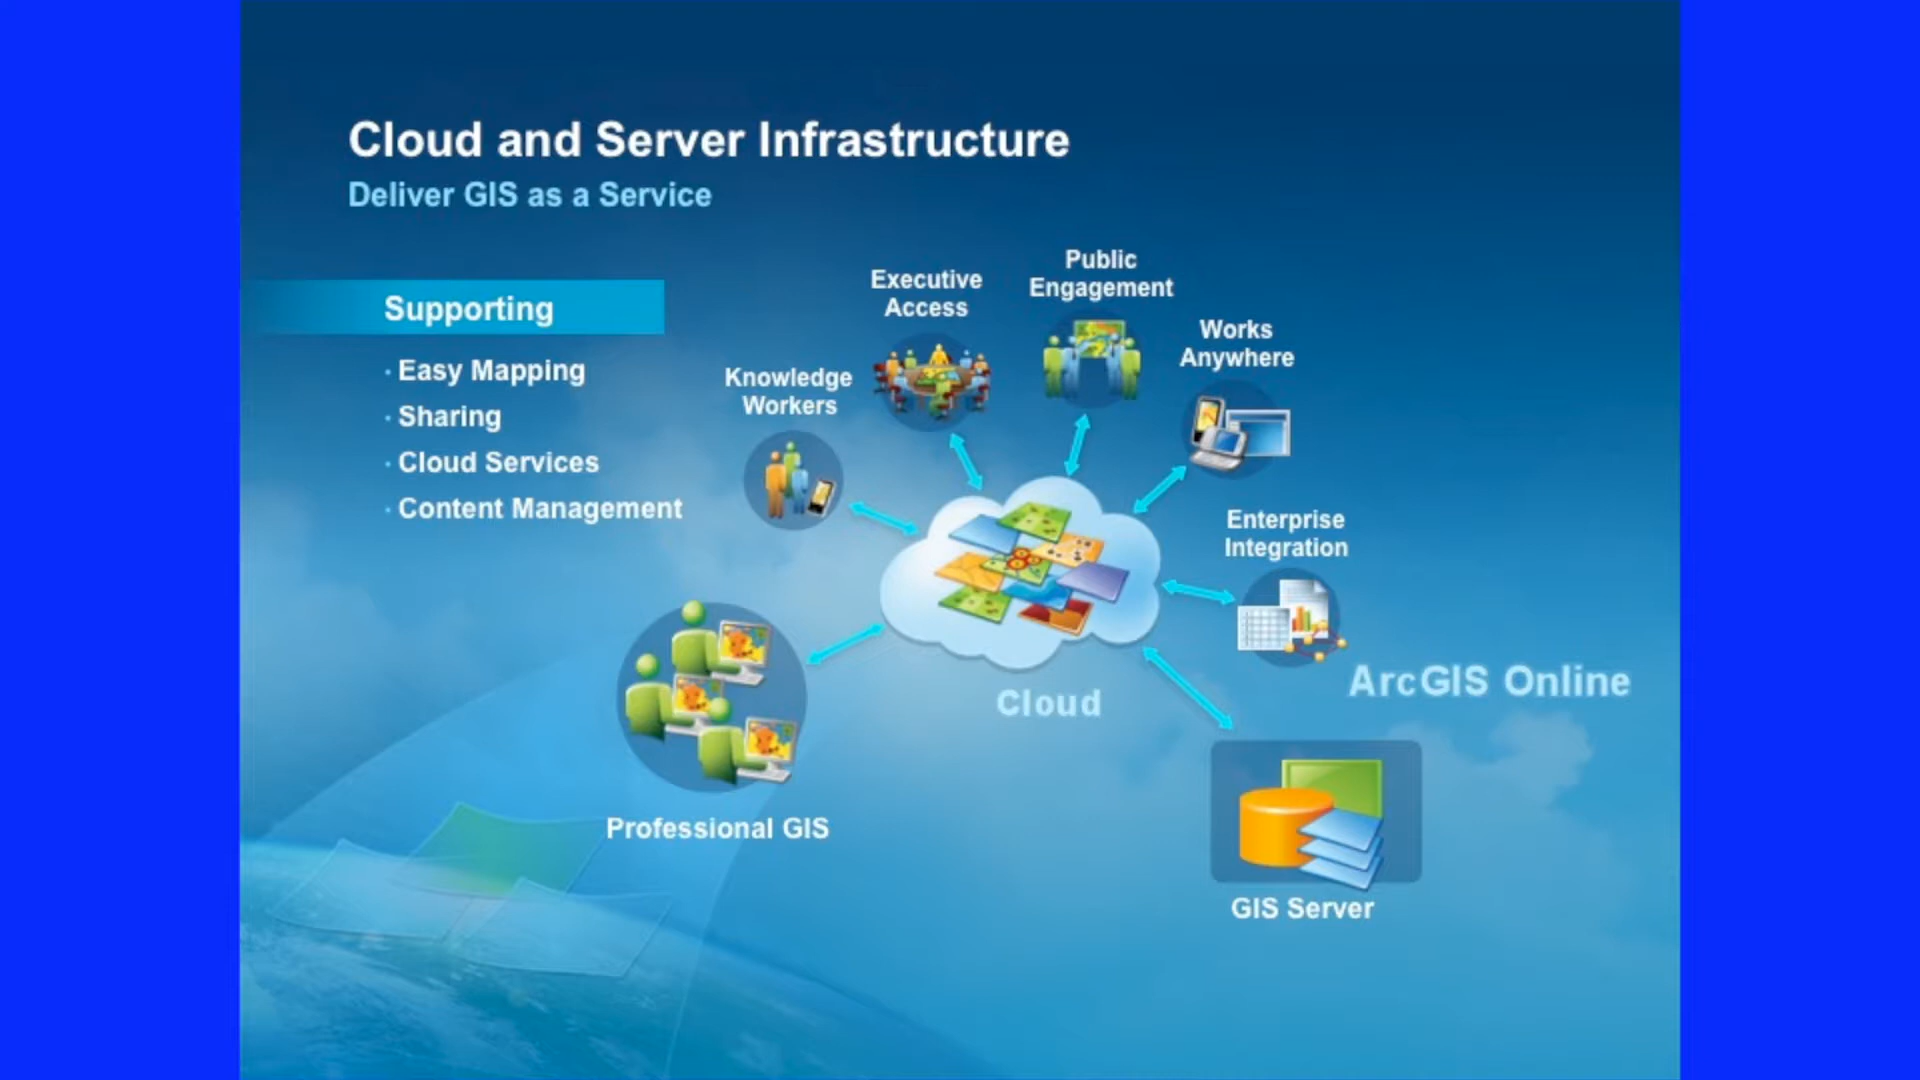 Cloud and Server Infrastructure
Deliver GIS as a Service
Supporting
· Easy Mapping
· Sharing
· Cloud Services
· Content Management
Knowledge
Workers
Executive
Access
Public
Engagement
Works
Anywhere
Enterprise
Integration
ArcGIS Online
Cloud
Professional GIS
GIS Server